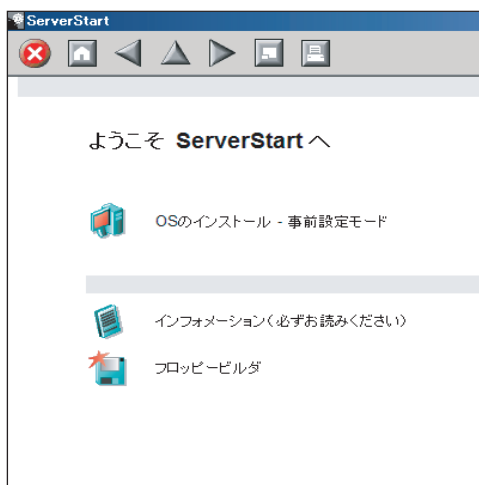 ServerStart
ようこそ ServerStart へ
OSのインストール - 事前設定モード
インフォメーション（必ずお読みください）
フロッピービルダ